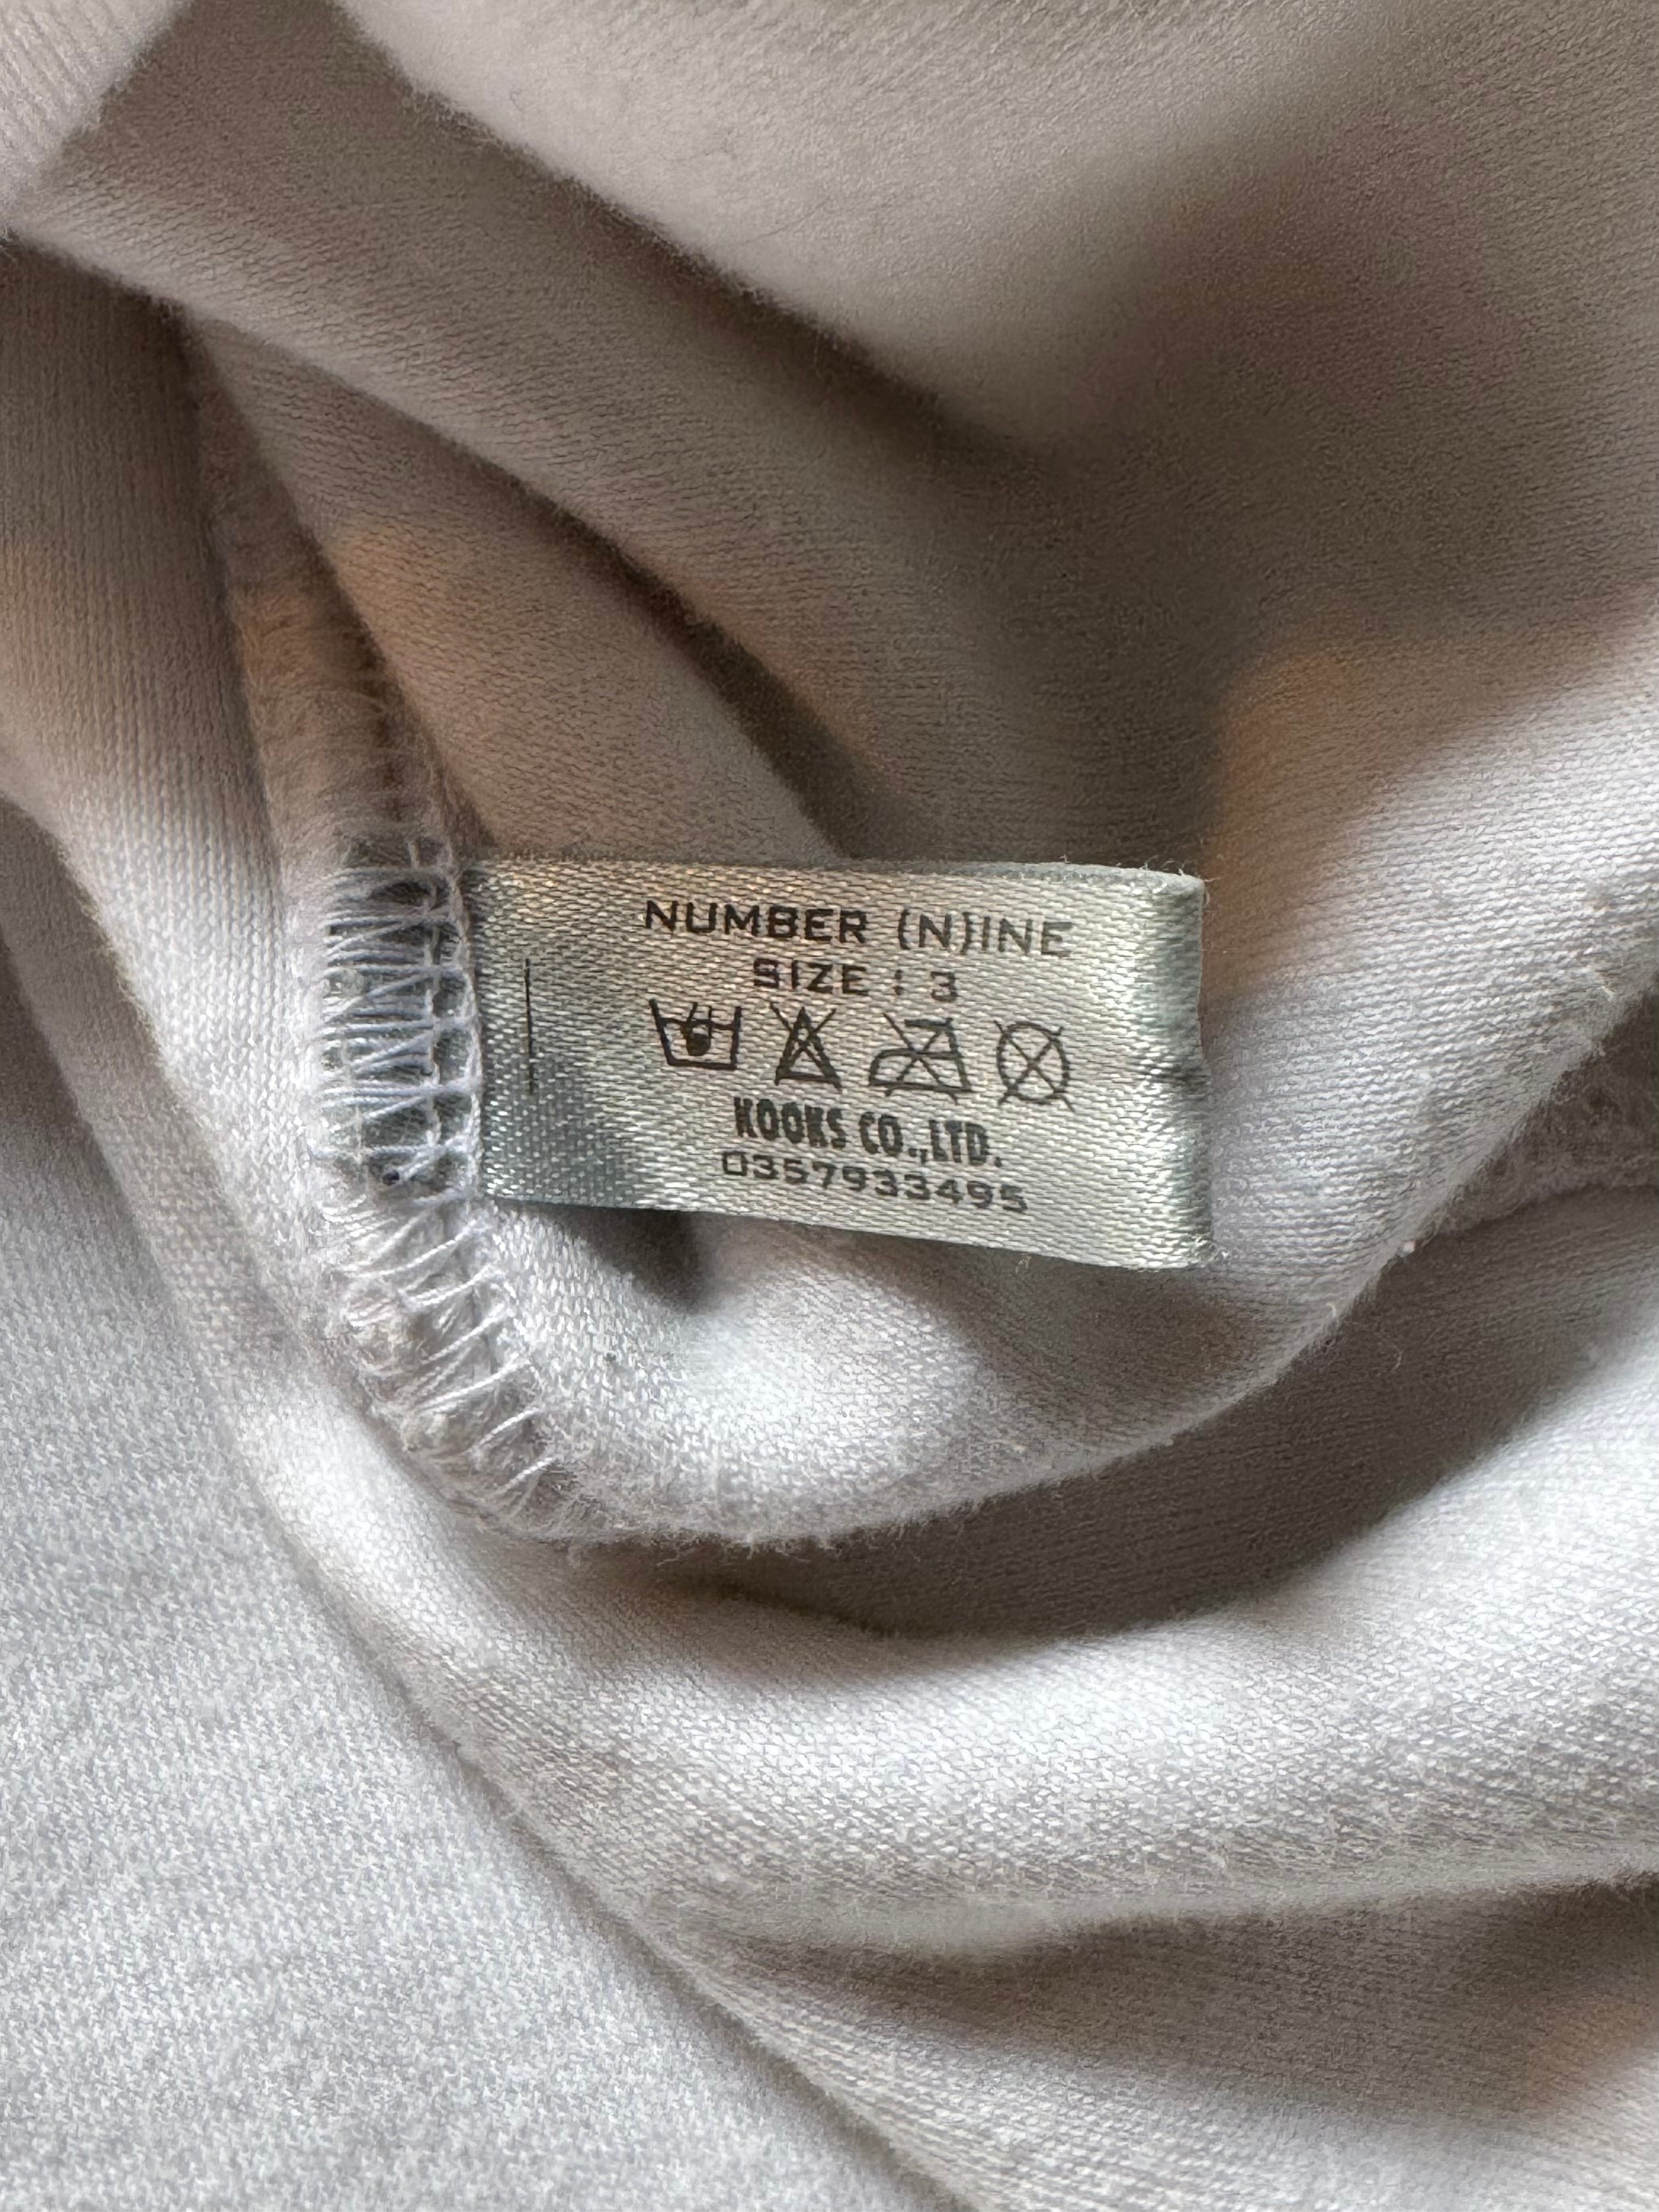 NUMBER (N)INE
SIZE : 3
KOOKS CO.,LTD.
0357933495